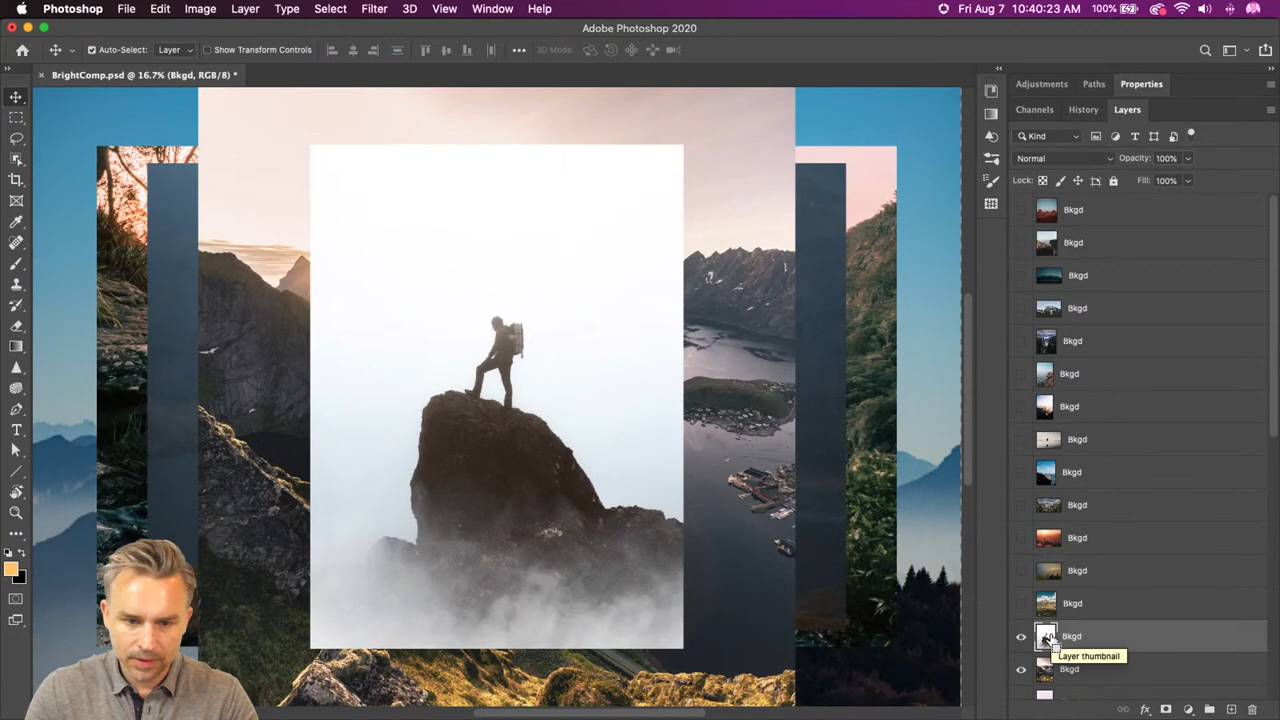 Photoshop File Edit Image Layer Type Select Filter 3D View Window Help 100% Fri Aug 7 10:40:23 AM
Adobe Photoshop 2020
Auto-Select: Layer Show Transform Controls 3D Mode:
BrightComp.psd @ 16.7% (Bkgd, RGB/8) *
Adjustments Paths Properties
Channels History Layers
Kind
Normal Opacity: 100%
Lock: Fill: 100%
Bkgd
Bkgd
Bkgd
Bkgd
Bkgd
Bkgd
Bkgd
Bkgd
Bkgd
Bkgd
Bkgd
Bkgd
Bkgd
Bkgd
Layer thumbnail
Bkgd